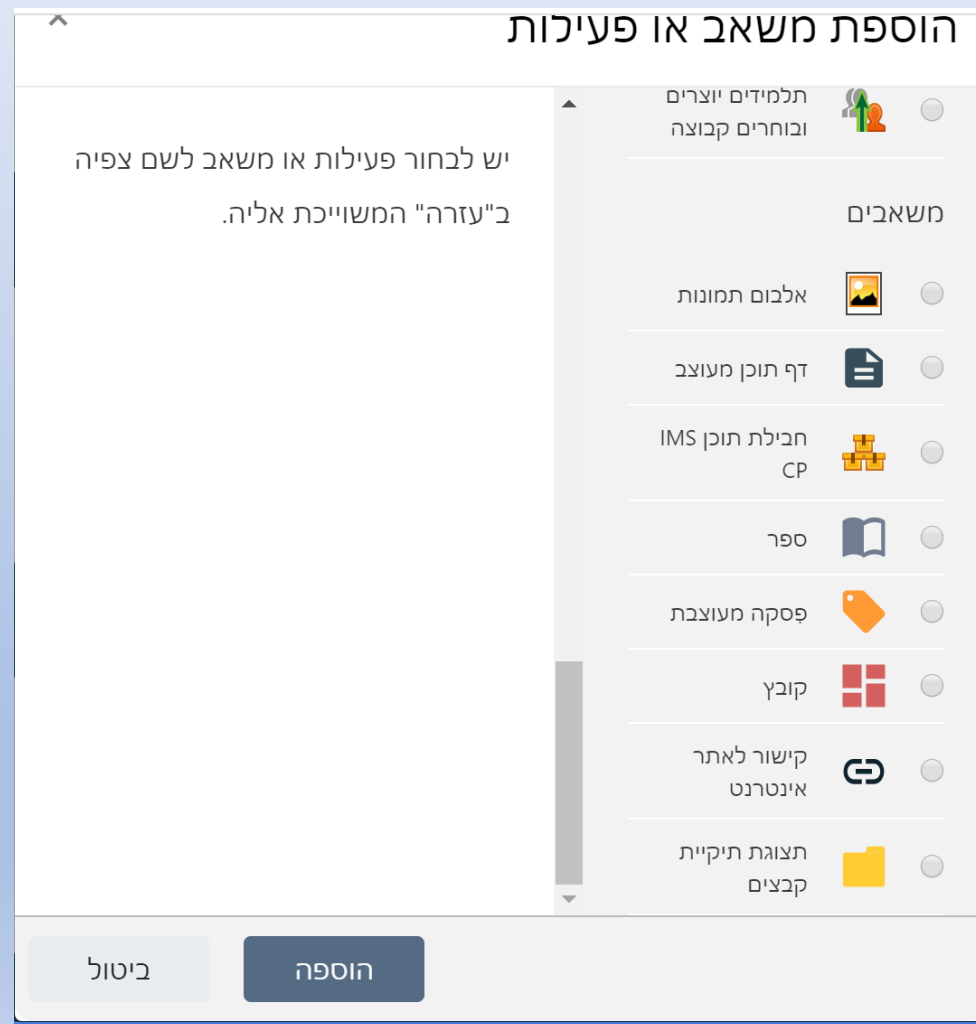 הוספת משאב או פעילות
תלמידים יוצרים
ובוחרים קבוצה
משאבים
אלבום תמונות
דף תוכן מעוצב
חבילת תוכן IMS
CP
ספר
פִסקה מעוצבת
קובץ
קישור לאתר
אינטרנט
תצוגת תיקיית
קבצים
יש לבחור פעילות או משאב לשם צפיה
ב"עזרה" המשוייכת אליה.
הוספה
ביטול